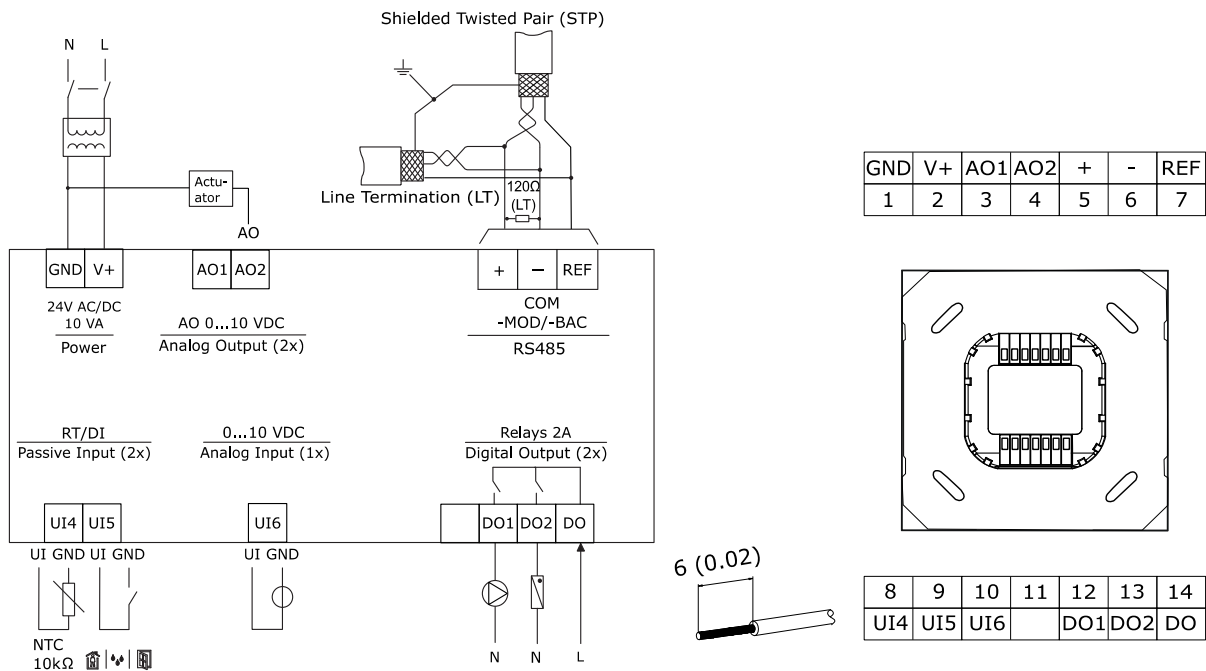 Shielded Twisted Pair (STP)
N L
Actu-
ator
Line Termination (LT)
120Ω
(LT)
AO
GND V+ AO1 AO2 + - REF
24V AC/DC
10 VA
Power
AO 0...10 VDC
Analog Output (2x)
COM
-MOD/-BAC
RS485
RT/DI
Passive Input (2x)
0...10 VDC
Analog Input (1x)
Relays 2A
Digital Output (2x)
UI4 UI5 UI6 DO1 DO2 DO
UI GND UI GND UI GND
NTC
10kΩ
N N L
6 (0.02)
GND V+ AO1 AO2 + - REF
1 2 3 4 5 6 7
8 9 10 11 12 13 14
UI4 UI5 UI6 DO1 DO2 DO